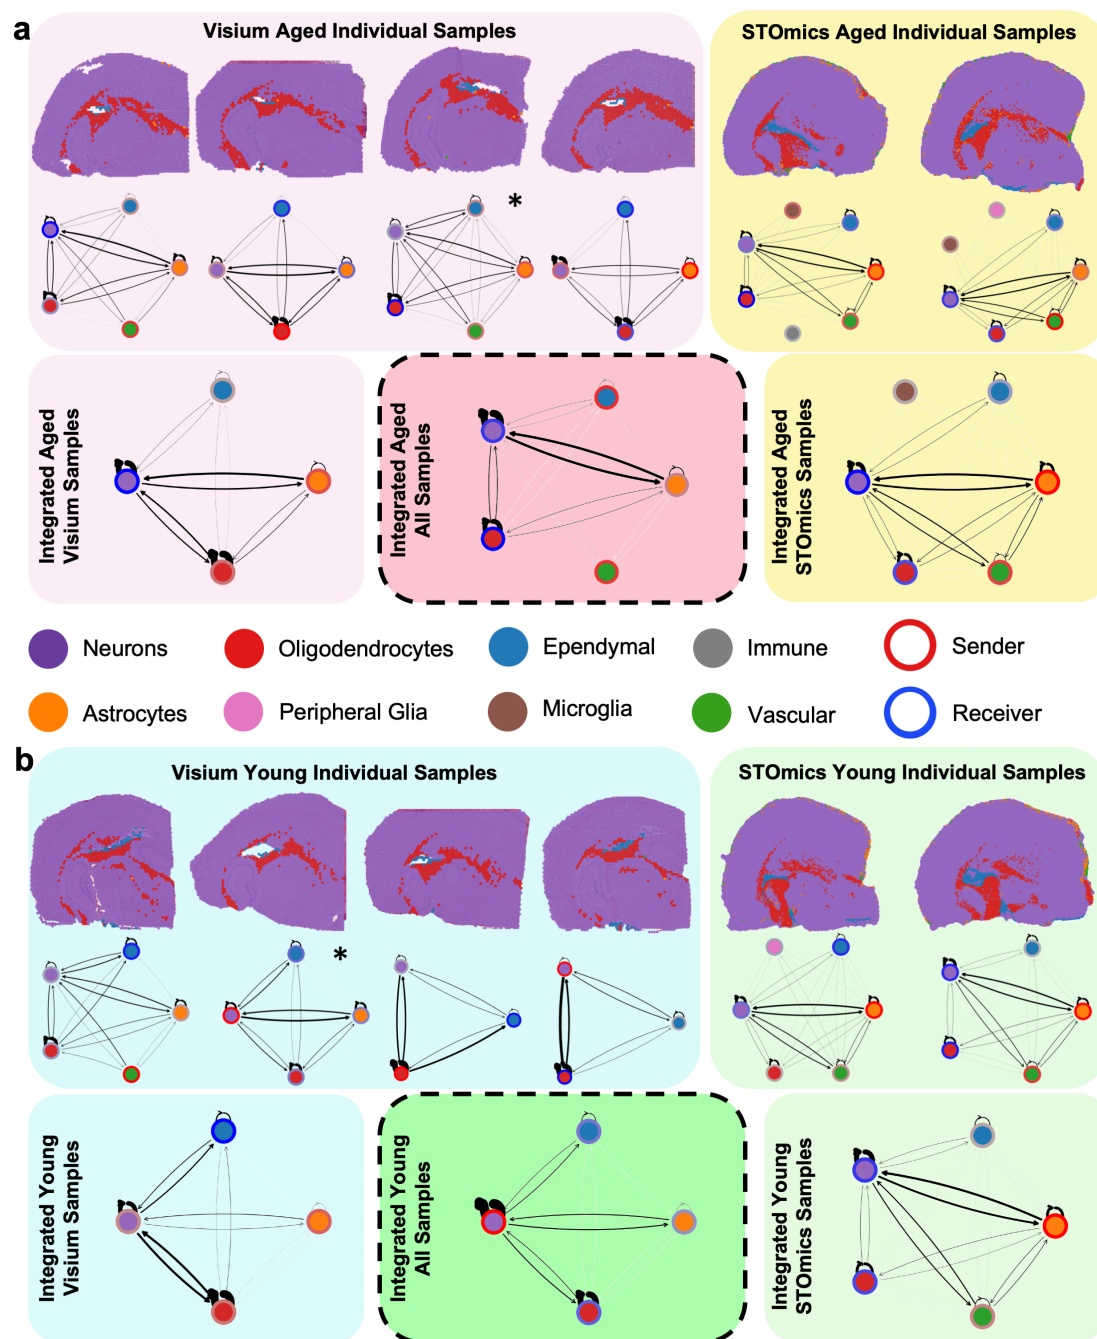 a
Visium Aged Individual Samples
STOmics Aged Individual Samples
*
Integrated Aged
Visium Samples
Integrated Aged
All Samples
Integrated Aged
STOmics Samples
Neurons
Oligodendrocytes
Ependymal
Immune
Sender
Astrocytes
Peripheral Glia
Microglia
Vascular
Receiver
b
Visium Young Individual Samples
STOmics Young Individual Samples
*
Integrated Young
Visium Samples
Integrated Young
All Samples
Integrated Young
STOmics Samples